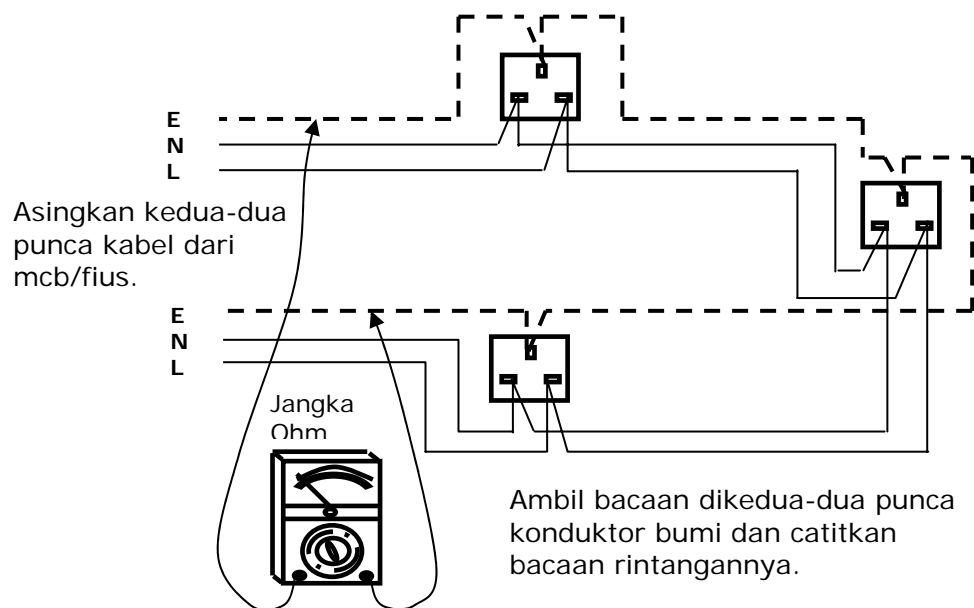 E
N
L
Asingkan kedua-dua
punca kabel dari
mcb/fius.
E
N
L
Jangka
Ohm
Ambil bacaan dikedua-dua punca
konduktor bumi dan catitkan
bacaan rintangannya.